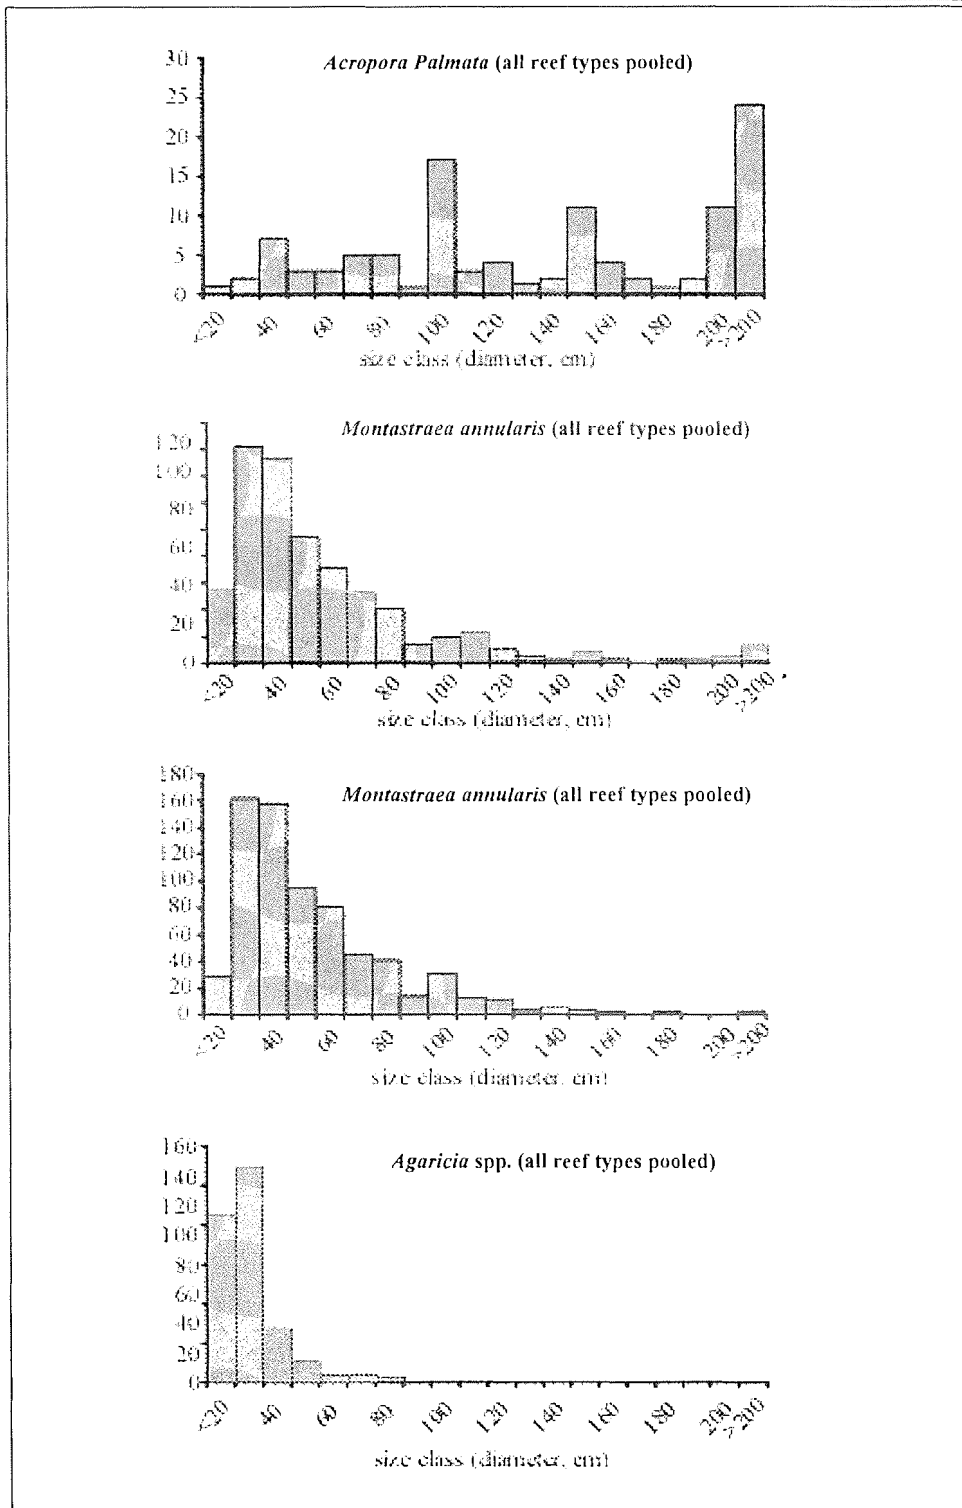 Acropora Palmata (all reef types pooled)
30
25
20
15
10
5
0
<20 40 60 80 100 120 140 160 180 200 >200
size class (diameter, cm)
Montastraea annularis (all reef types pooled)
120
100
80
60
40
20
0
<20 40 60 80 100 120 140 160 180 200 >200
size class (diameter, cm)
Montastraea annularis (all reef types pooled)
180
160
140
120
100
80
60
40
20
0
<20 40 60 80 100 120 140 160 180 200 >200
size class (diameter, cm)
Agaricia spp. (all reef types pooled)
160
140
120
100
80
60
40
20
0
<20 40 60 80 100 120 140 160 180 200 >200
size class (diameter, cm)